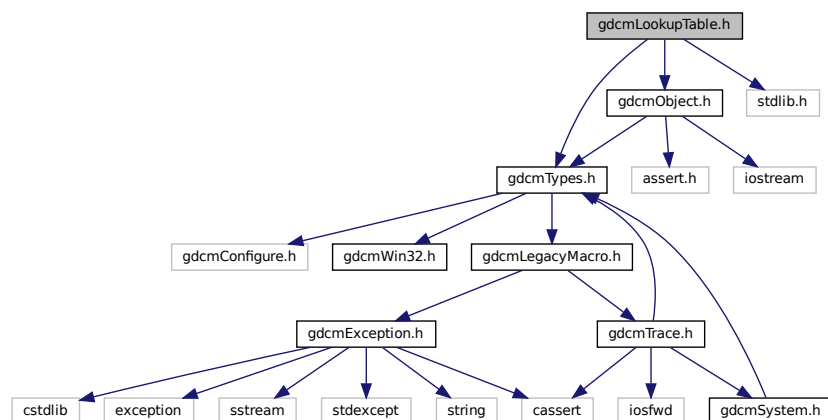 gdcmLookupTable.h
gdcmObject.h
stdlib.h
gdcmTypes.h
assert.h
iostream
gdcmConfigure.h
gdcmWin32.h
gdcmLegacyMacro.h
gdcmException.h
gdcmTrace.h
cstdlib
exception
sstream
stdexcept
string
cassert
iosfwd
gdcmSystem.h